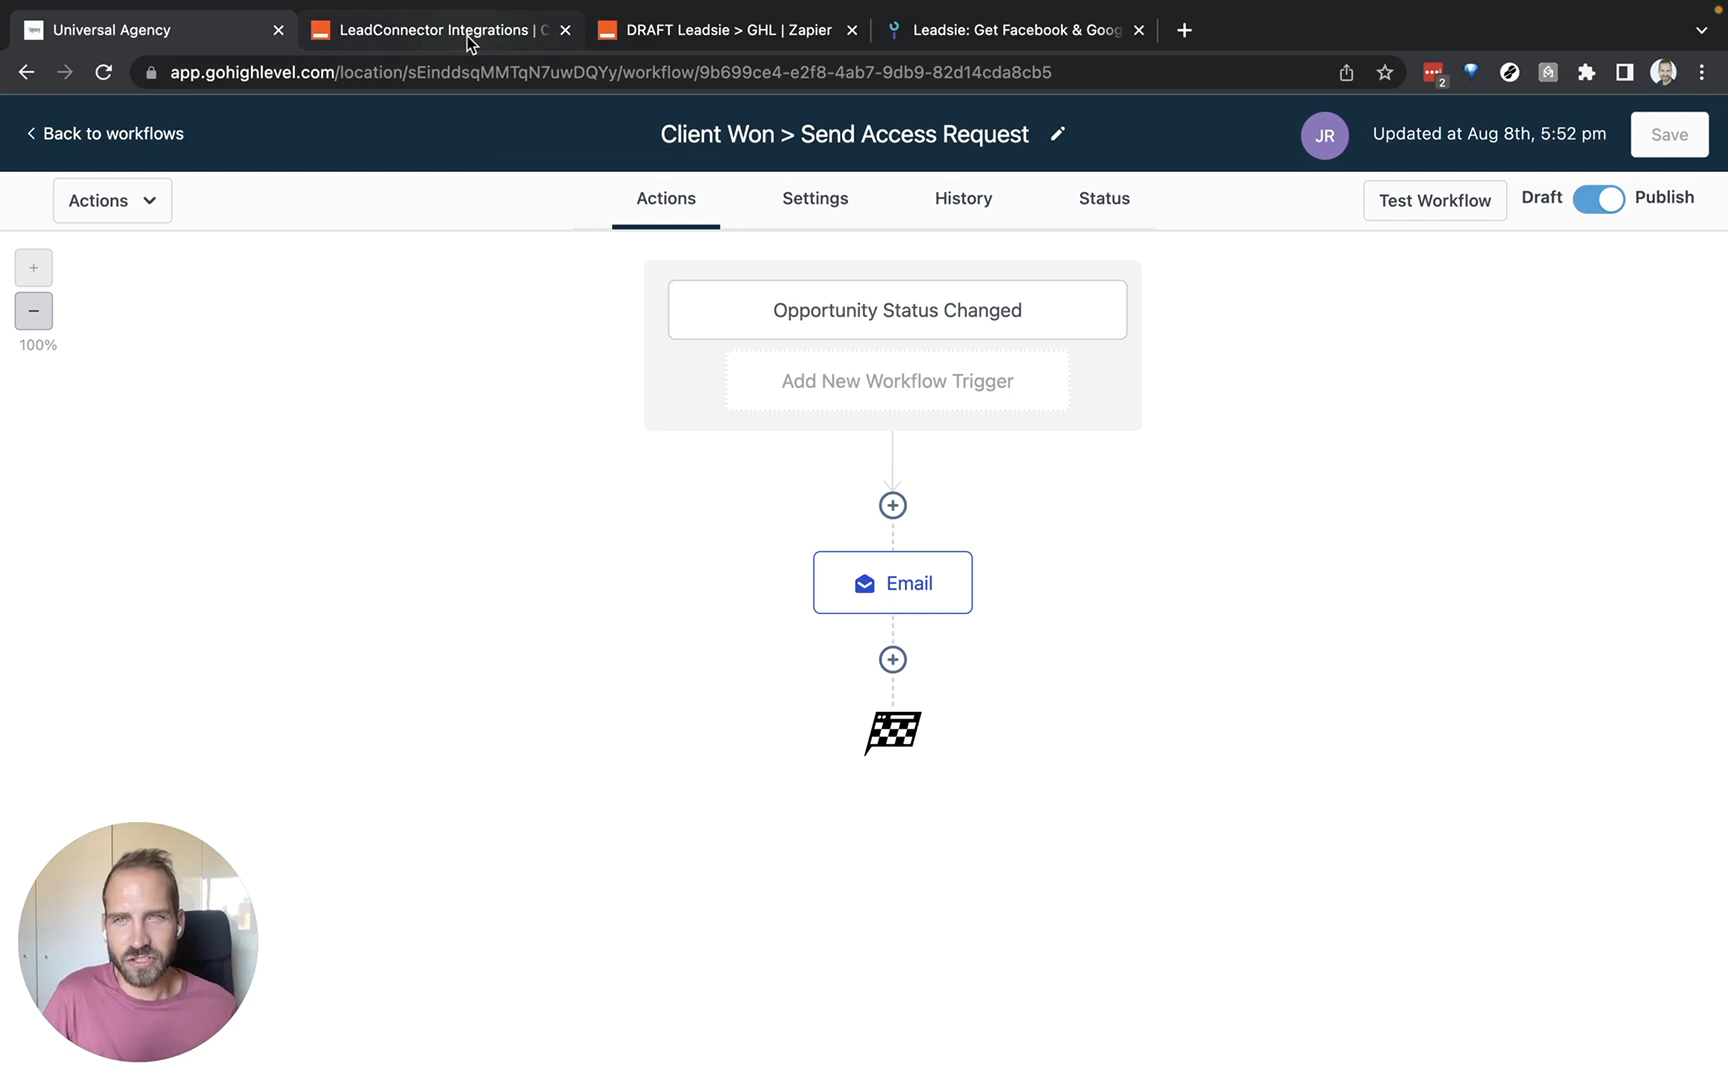 Universal Agency
LeadConnector Integrations | C
DRAFT Leadsie > GHL | Zapier
Leadsie: Get Facebook & Goog
app.gohighlevel.com/location/sEinddsqMMTqN7uwDQYy/workflow/9b699ce4-e2f8-4ab7-9db9-82d14cda8cb5
2
Back to workflows
Client Won > Send Access Request
JR
Updated at Aug 8th, 5:52 pm
Save
Actions
Actions
Settings
History
Status
Test Workflow
Draft
Publish
+
−
100%
Opportunity Status Changed
Add New Workflow Trigger
Email